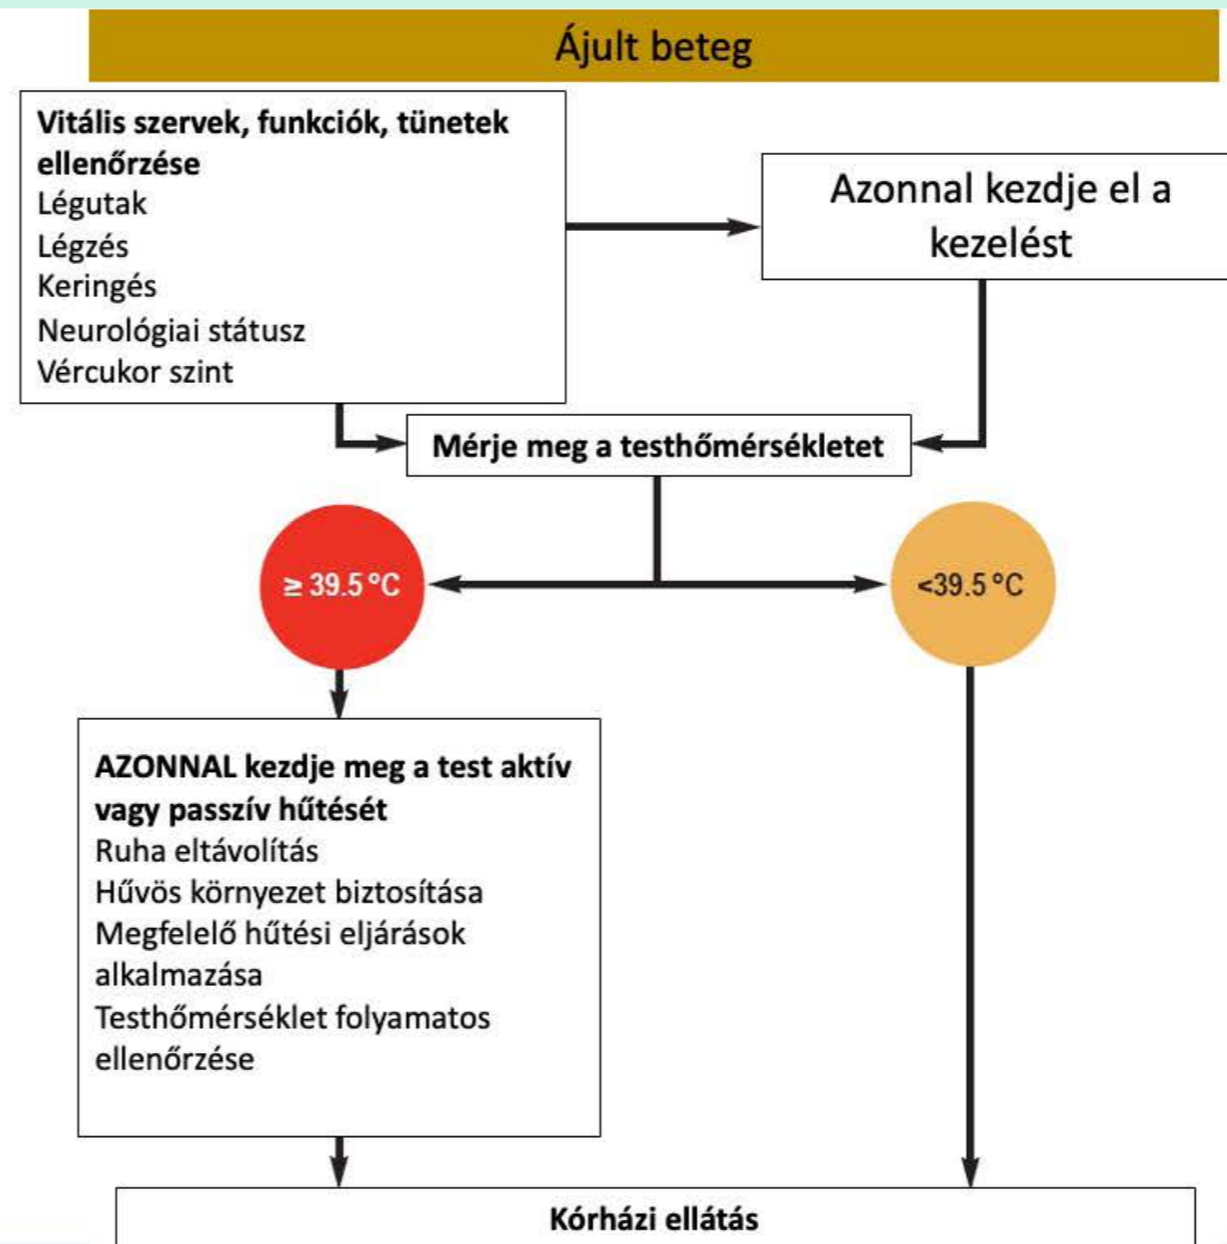 Ájult beteg
Vitális szervek, funkciók, tünetek
ellenőrzése
Légutak
Légzés
Keringés
Neurológiai státusz
Vércukor szint
Azonnal kezdje el a
kezelést
Mérje meg a testhőmérsékletet
≥ 39.5 °C
<39.5 °C
AZONNAL kezdje meg a test aktív
vagy passzív hűtését
Ruha eltávolítás
Hűvös környezet biztosítása
Megfelelő hűtési eljárások
alkalmazása
Testhőmérséklet folyamatos
ellenőrzése
Kórházi ellátás